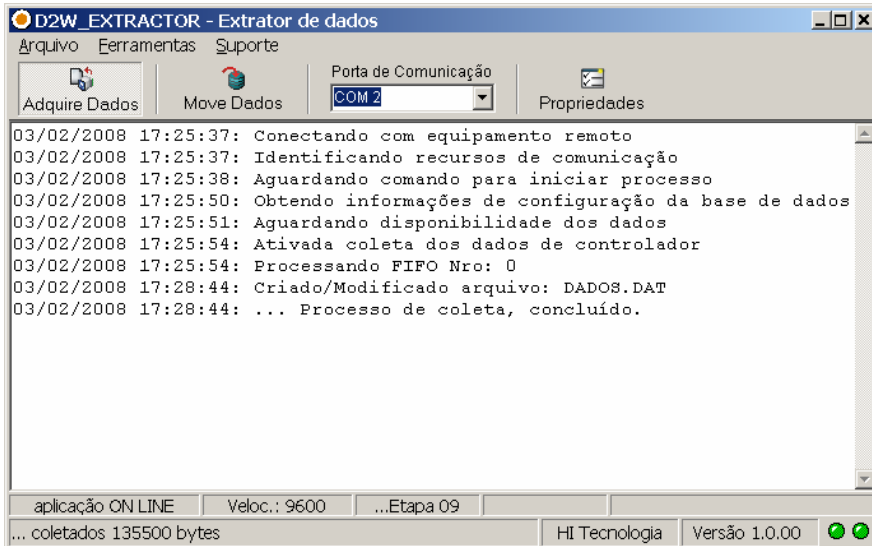 D2W_EXTRACTOR - Extrator de dados
Arquivo Ferramentas Suporte
Porta de Comunicação
Adquire Dados Move Dados COM 2 Propriedades
03/02/2008 17:25:37: Conectando com equipamento remoto
03/02/2008 17:25:37: Identificando recursos de comunicação
03/02/2008 17:25:38: Aguardando comando para iniciar processo
03/02/2008 17:25:50: Obtendo informações de configuração da base de dados
03/02/2008 17:25:51: Aguardando disponibilidade dos dados
03/02/2008 17:25:54: Ativada coleta dos dados de controlador
03/02/2008 17:25:54: Processando FIFO Nro: 0
03/02/2008 17:28:44: Criado/Modificado arquivo: DADOS.DAT
03/02/2008 17:28:44: ... Processo de coleta, concluído.
aplicação ON LINE Veloc.: 9600 ...Etapa 09
... coletados 135500 bytes HI Tecnologia Versão 1.0.00